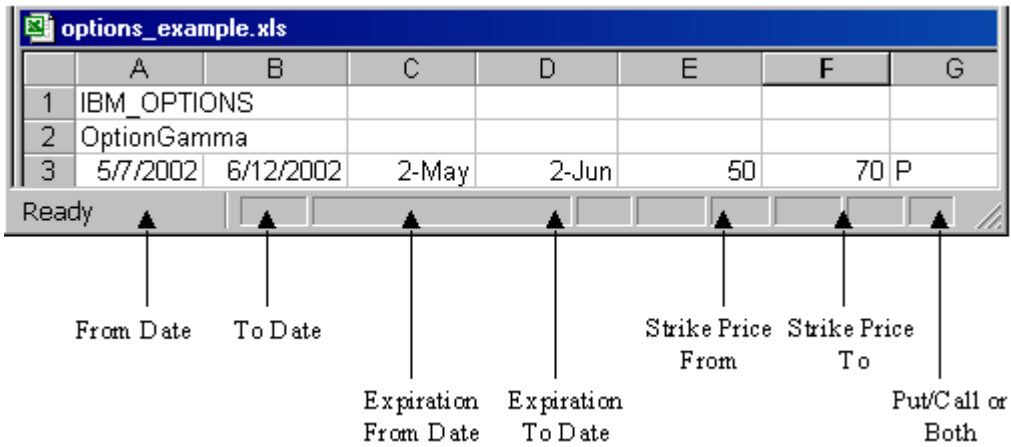 options_example.xls
A B C D E F G
1 IBM_OPTIONS
2 OptionGamma
3 5/7/2002 6/12/2002 2-May 2-Jun 50 70 P
Ready
From Date
To Date
Expiration
From Date
Expiration
To Date
Strike Price
From
Strike Price
To
Put/Call or
Both